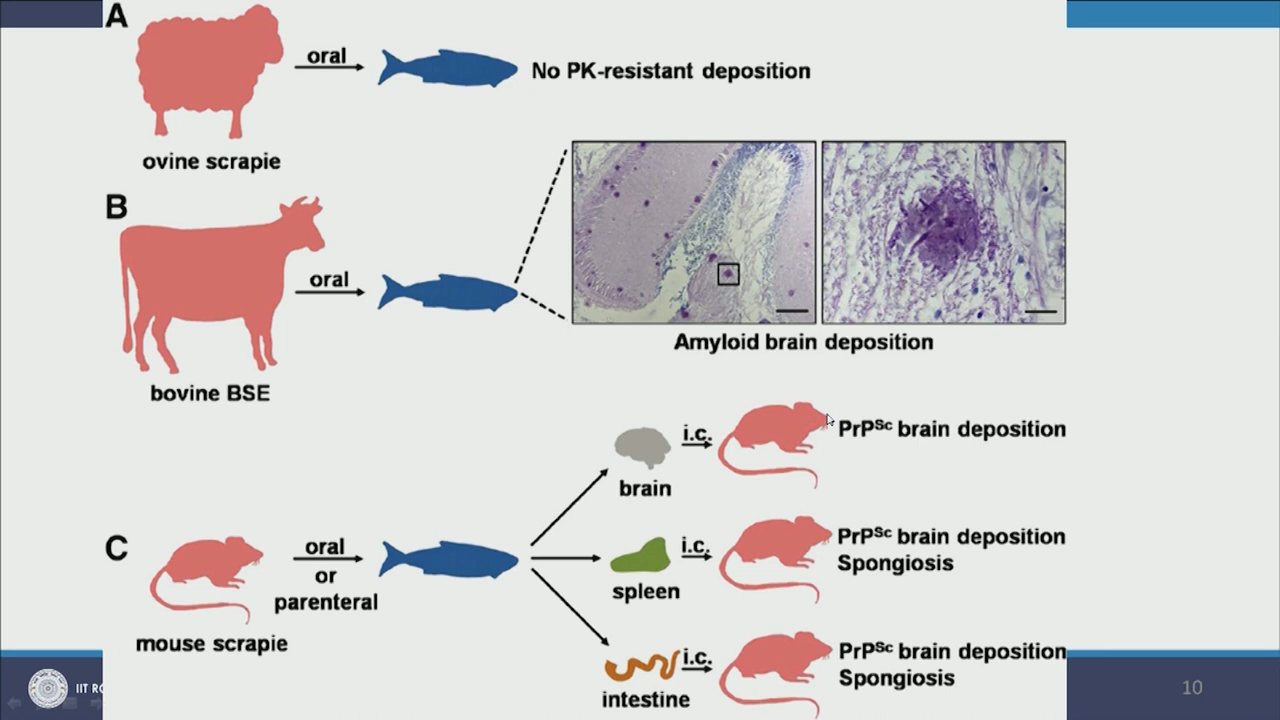 A
oral
No PK-resistant deposition
ovine scrapie
B
oral
Amyloid brain deposition
bovine BSE
i.c.
PrPSc brain deposition
brain
C
oral
or
parenteral
mouse scrapie
i.c.
PrPSc brain deposition
Spongiosis
spleen
i.c.
PrPSc brain deposition
Spongiosis
intestine
IIT
10